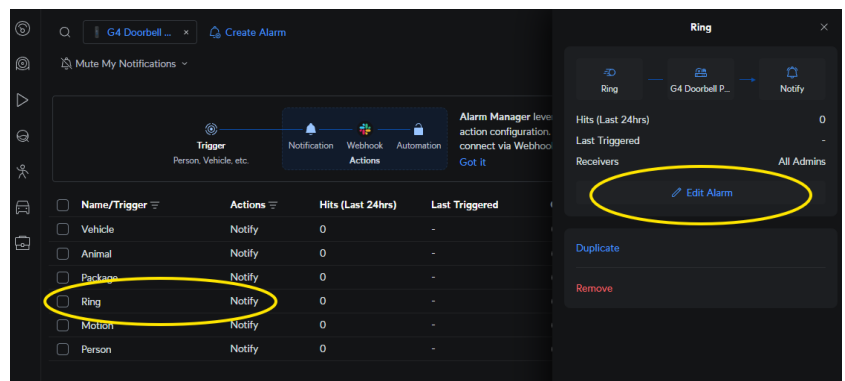 G4 Doorbell ... ×
Create Alarm
Mute My Notifications
Trigger
Person, Vehicle, etc.
Notification
Webhook
Automation
Actions
Alarm Manager leve
action configuration.
connect via Webhoo
Got it
Name/Trigger Actions Hits (Last 24hrs) Last Triggered
Vehicle Notify 0 -
Animal Notify 0 -
Package Notify 0 -
Ring Notify 0 -
Motion Notify 0 -
Person Notify 0 -
Ring ×
Ring
G4 Doorbell P...
Notify
Hits (Last 24hrs) 0
Last Triggered -
Receivers All Admins
Edit Alarm
Duplicate
Remove